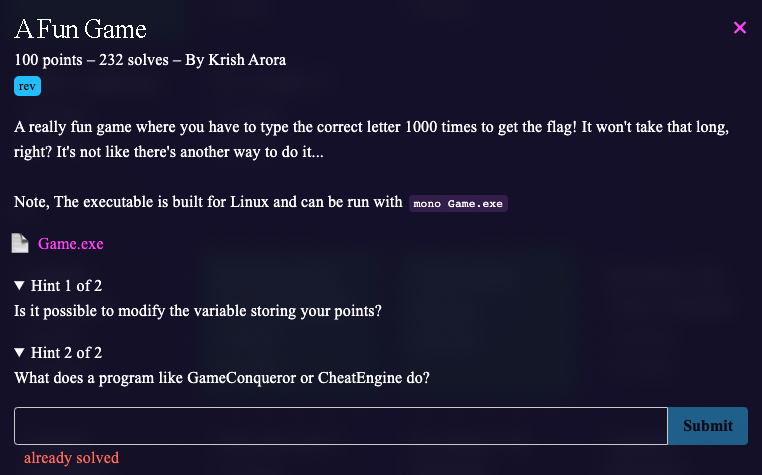 A Fun Game
×
100 points – 232 solves – By Krish Arora
rev
A really fun game where you have to type the correct letter 1000 times to get the flag! It won't take that long,
right? It's not like there's another way to do it...
Note, The executable is built for Linux and can be run with mono Game.exe
Game.exe
▼ Hint 1 of 2
Is it possible to modify the variable storing your points?
▼ Hint 2 of 2
What does a program like GameConqueror or CheatEngine do?
Submit
already solved